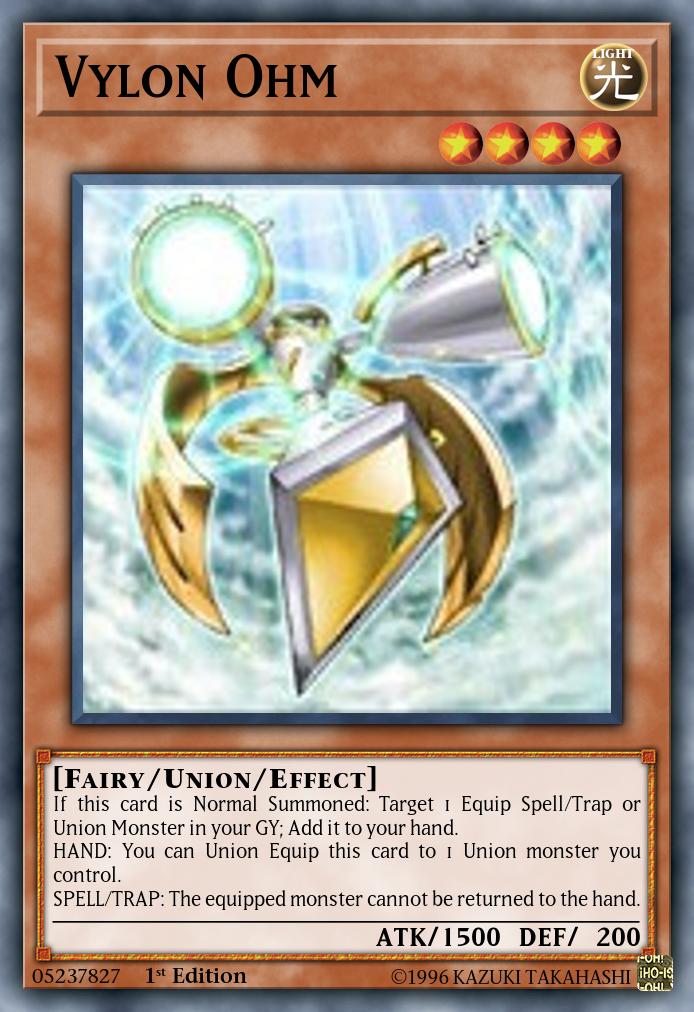 Vylon Ohm
LIGHT
光
[Fairy/Union/Effect]
If this card is Normal Summoned: Target 1 Equip Spell/Trap or
Union Monster in your GY; Add it to your hand.
HAND: You can Union Equip this card to 1 Union monster you
control.
SPELL/TRAP: The equipped monster cannot be returned to the hand.
ATK/1500 DEF/ 200
05237827 1st Edition ©1996 KAZUKI TAKAHASHI